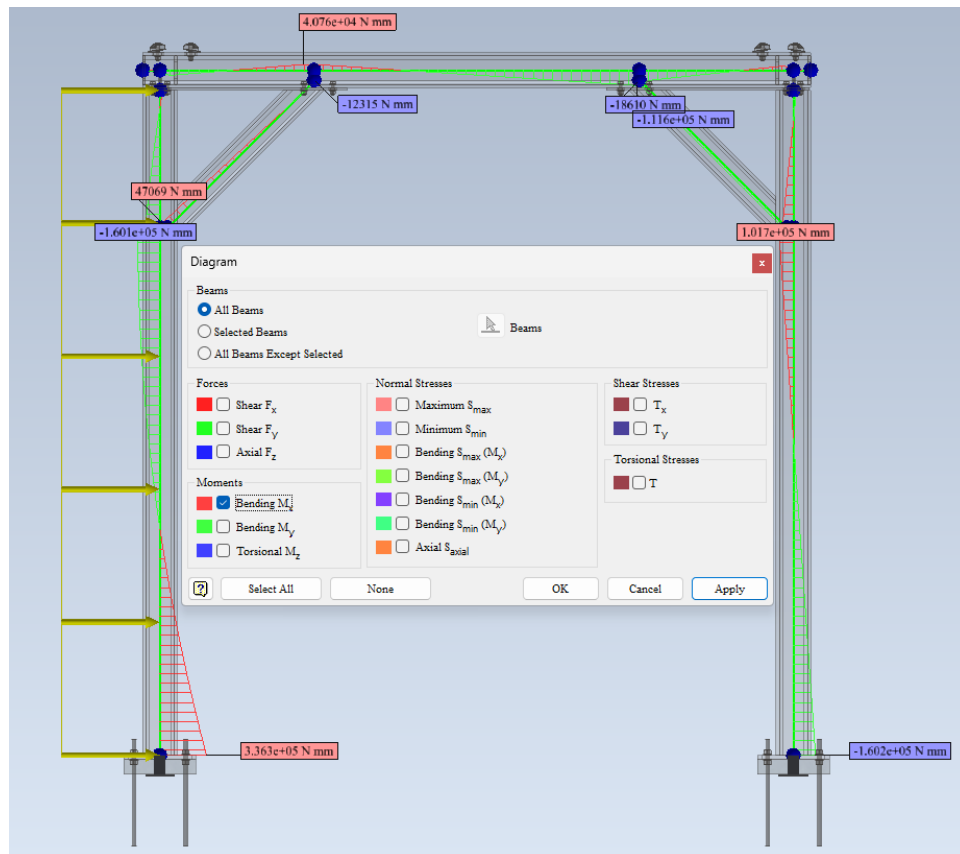 4.076e+04 N mm
-12315 N mm
-18610 N mm
-1.116e+05 N mm
47069 N mm
-1.601e+05 N mm
1.017e+05 N mm
Diagram
x
Beams
All Beams
Selected Beams
All Beams Except Selected
Beams
Forces
Shear Fx
Shear Fy
Axial Fz
Moments
Bending Mx
Bending My
Torsional Mz
Normal Stresses
Maximum Smax
Minimum Smin
Bending Smax (Mx)
Bending Smax (My)
Bending Smin (Mx)
Bending Smin (My)
Axial Saxial
Shear Stresses
Tx
Ty
Torsional Stresses
T
?
Select All
None
OK
Cancel
Apply
3.363e+05 N mm
-1.602e+05 N mm